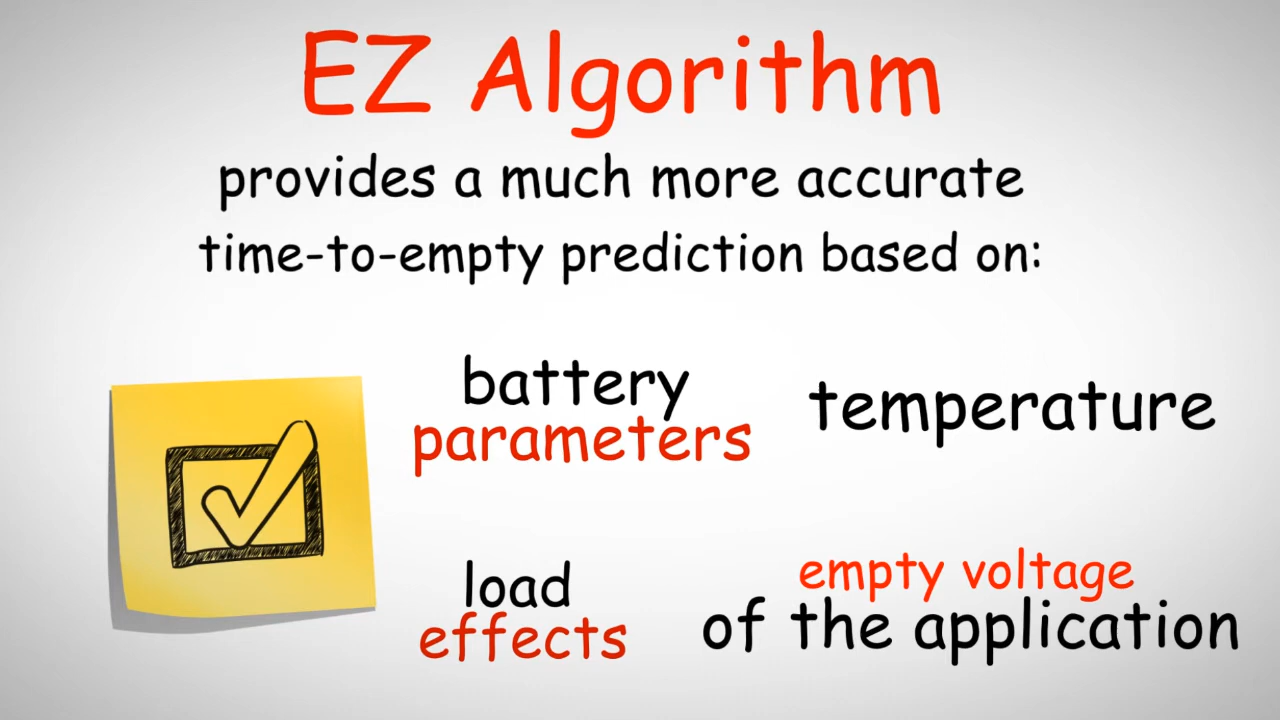 EZ Algorithm
provides a much more accurate
time-to-empty prediction based on:
battery
parameters
temperature
load
effects
empty voltage
of the application